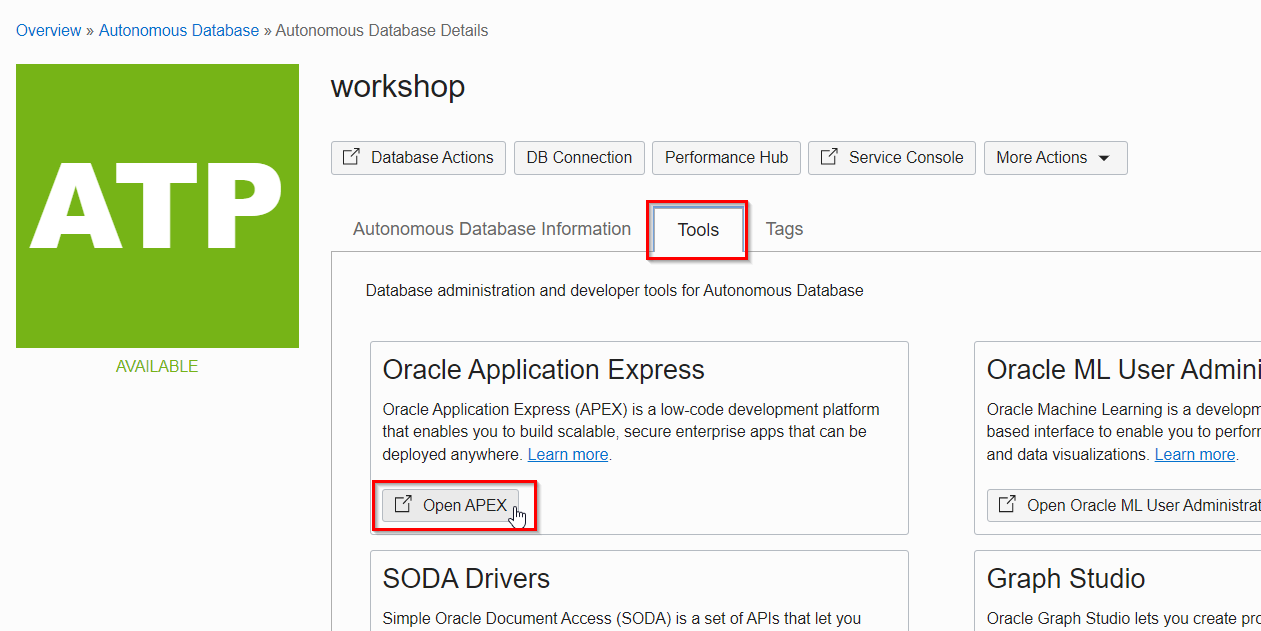 Overview » Autonomous Database » Autonomous Database Details
ATP
AVAILABLE
workshop
Database Actions
DB Connection
Performance Hub
Service Console
More Actions
Autonomous Database Information
Tools
Tags
Database administration and developer tools for Autonomous Database
Oracle Application Express
Oracle Application Express (APEX) is a low-code development platform
that enables you to build scalable, secure enterprise apps that can be
deployed anywhere. Learn more.
Open APEX
Oracle ML User Admini
Oracle Machine Learning is a developm
based interface to enable you to perfor
and data visualizations. Learn more.
Open Oracle ML User Administrat
SODA Drivers
Simple Oracle Document Access (SODA) is a set of APIs that let you
Graph Studio
Oracle Graph Studio lets you create pro